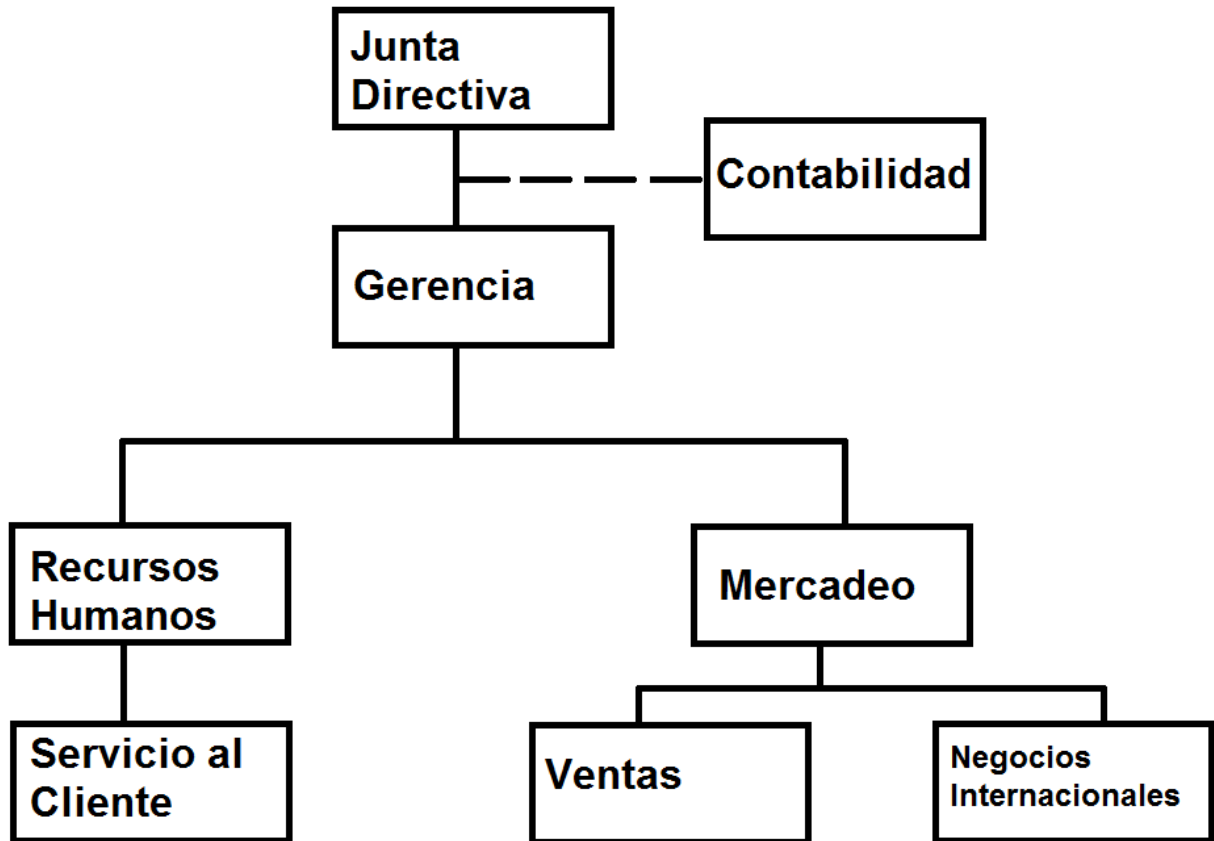 Junta
Directiva
Contabilidad
Gerencia
Recursos
Humanos
Mercadeo
Servicio al
Cliente
Ventas
Negocios
Internacionales